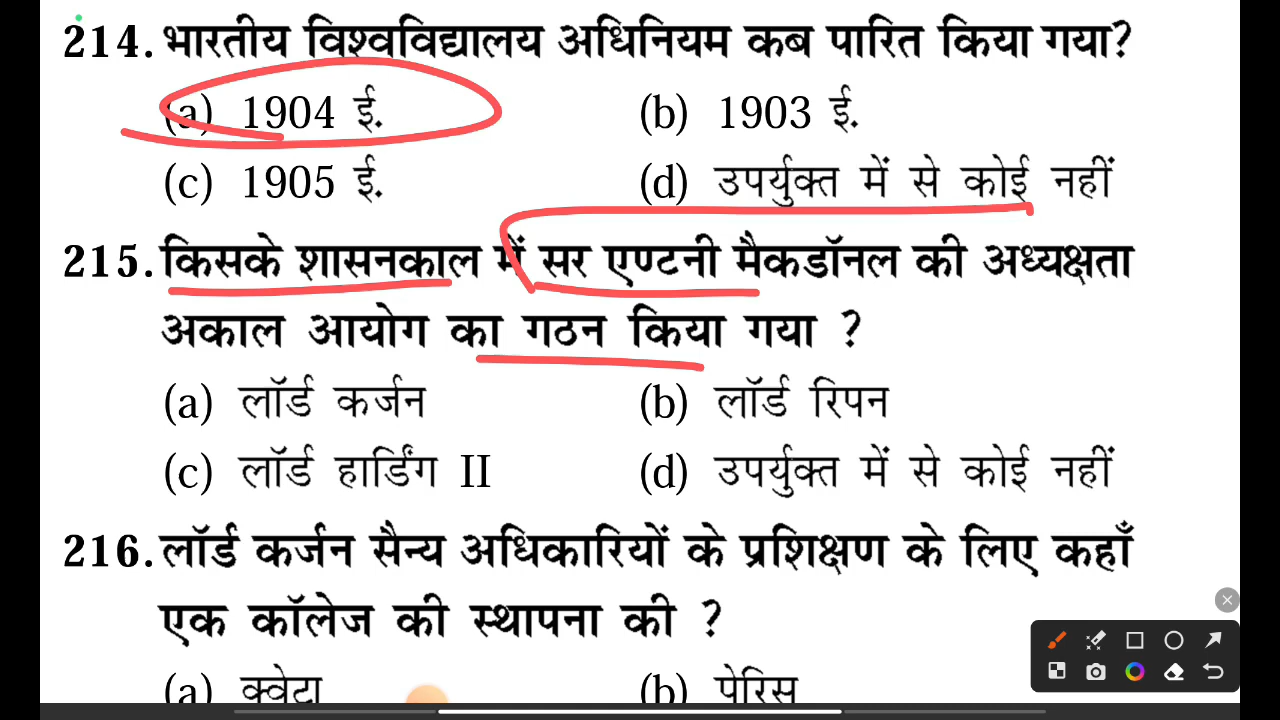 214. भारतीय विश्वविद्यालय अधिनियम कब पारित किया गया?
(a) 1904 ई. (b) 1903 ई.
(c) 1905 ई. (d) उपर्युक्त में से कोई नहीं
215. किसके शासनकाल में सर एण्टनी मैकडॉनल की अध्यक्षता
अकाल आयोग का गठन किया गया ?
(a) लॉर्ड कर्जन (b) लॉर्ड रिपन
(c) लॉर्ड हार्डिंग II (d) उपर्युक्त में से कोई नहीं
216. लॉर्ड कर्जन सैन्य अधिकारियों के प्रशिक्षण के लिए कहाँ
एक कॉलेज की स्थापना की ?
(a) क्वेटा (b) पेरिस